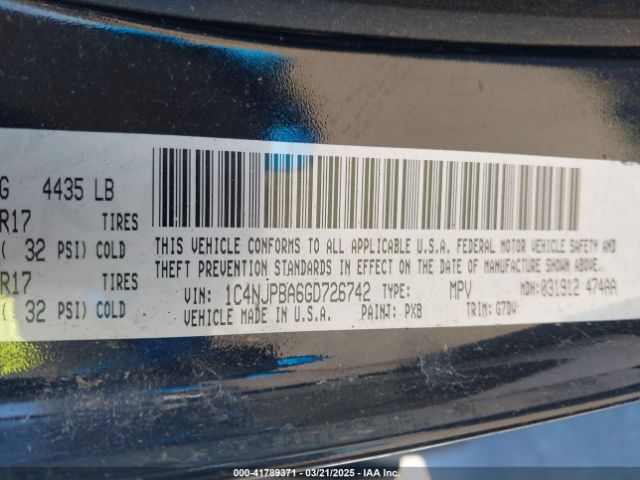 G 4435 LB
R17 TIRES
( 32 PSI) COLD
R17 TIRES
( 32 PSI) COLD
THIS VEHICLE CONFORMS TO ALL APPLICABLE U.S.A. FEDERAL MOTOR VEHICLE SAFETY AND
THEFT PREVENTION STANDARDS IN EFFECT ON THE DATE OF MANUFACTURE SHOWN ABOVE.
VIN: 1C4NJPBA6GD726742 TYPE: MPV MDH: 031912 474AA
VEHICLE MADE IN U.S.A. PAINT: PXB TRIM: G7DV
000-41789371 | 03/21/2025 | IAA Inc.